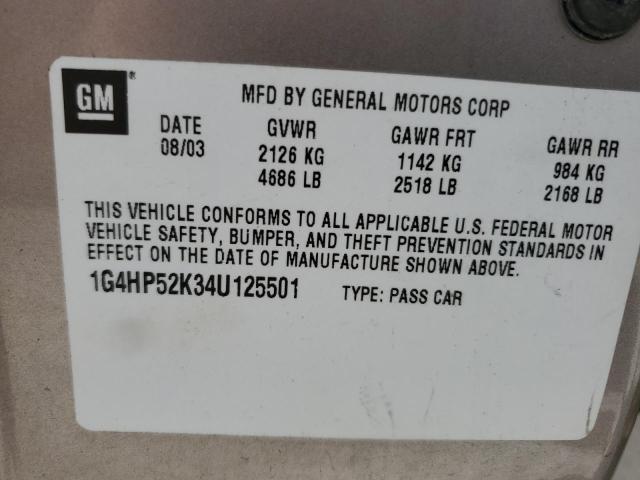 GM
®
MFD BY GENERAL MOTORS CORP
DATE GVWR GAWR FRT GAWR RR
08/03 2126 KG 1142 KG 984 KG
4686 LB 2518 LB 2168 LB
THIS VEHICLE CONFORMS TO ALL APPLICABLE U.S. FEDERAL MOTOR
VEHICLE SAFETY, BUMPER, AND THEFT PREVENTION STANDARDS IN
EFFECT ON THE DATE OF MANUFACTURE SHOWN ABOVE.
1G4HP52K34U125501 TYPE: PASS CAR